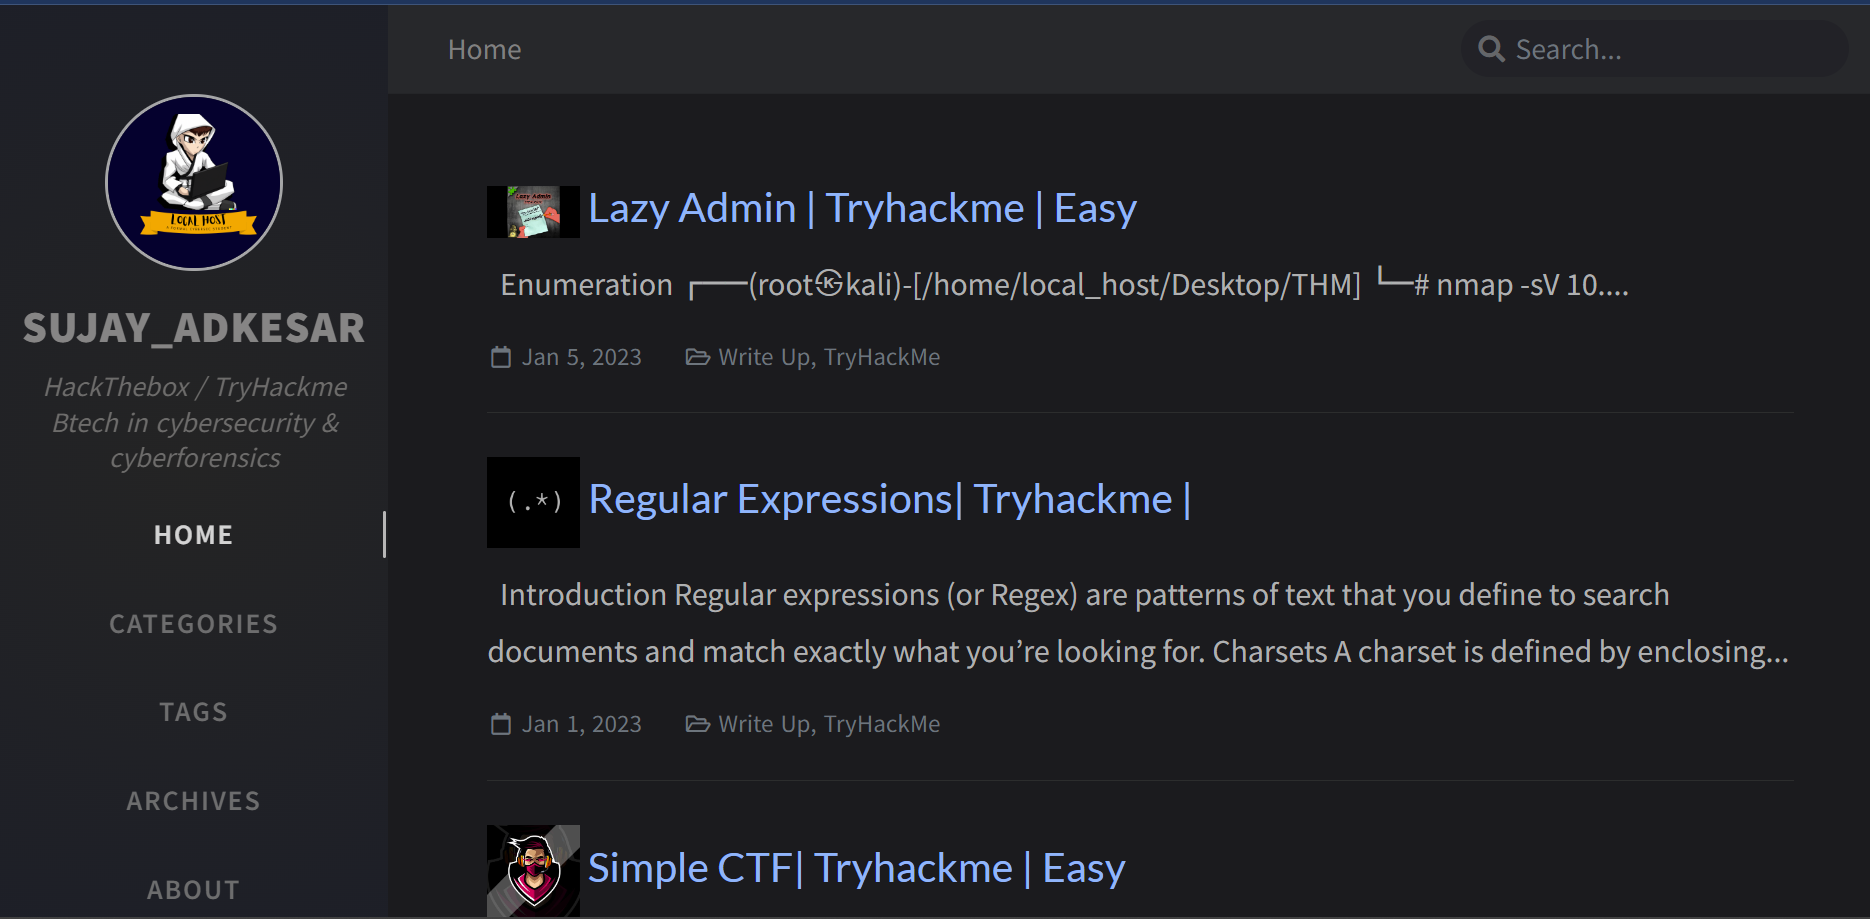 Home
Search...
LOCAL HOST
SUJAY_ADKESAR
HackThebox / TryHackme
Btech in cybersecurity &
cyberforensics
HOME
CATEGORIES
TAGS
ARCHIVES
ABOUT
Lazy Admin
Lazy Admin | Tryhackme | Easy
Enumeration ┌──(root㉿kali)-[/home/local_host/Desktop/THM] └─# nmap -sV 10....
Jan 5, 2023 Write Up, TryHackMe
(.*)
Regular Expressions| Tryhackme |
Introduction Regular expressions (or Regex) are patterns of text that you define to search
documents and match exactly what you’re looking for. Charsets A charset is defined by enclosing...
Jan 1, 2023 Write Up, TryHackMe
Simple CTF| Tryhackme | Easy